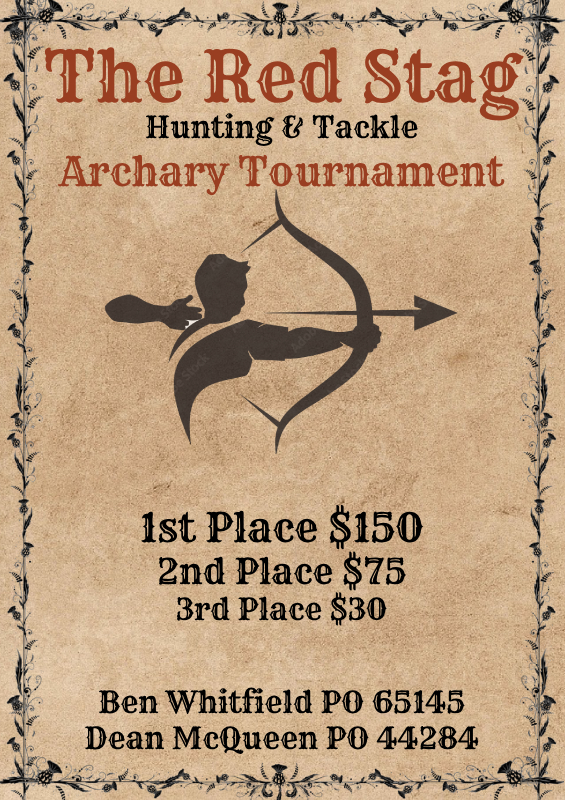 The Red Stag
Hunting & Tackle
Archary Tournament
1st Place $150
2nd Place $75
3rd Place $30
Ben Whitfield PO 65145
Dean McQueen PO 44284